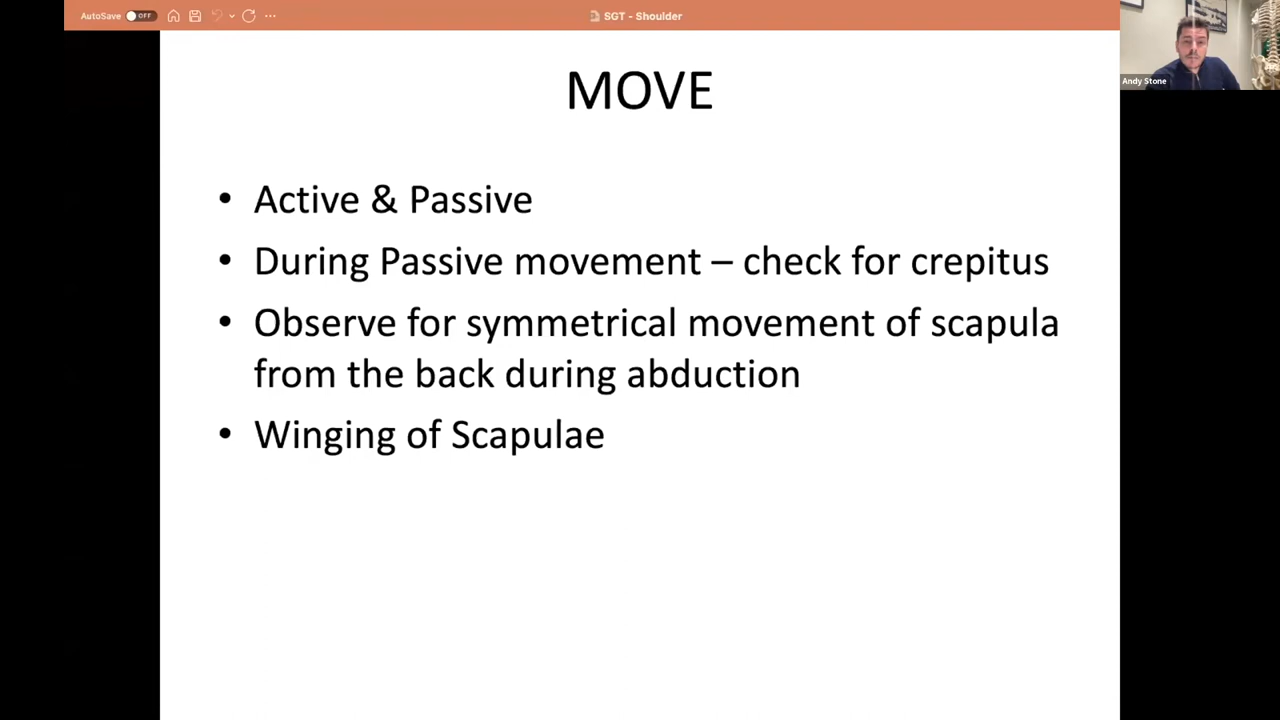 AutoSave OFF
SGT - Shoulder
Andy Stone
MOVE
• Active & Passive
• During Passive movement – check for crepitus
• Observe for symmetrical movement of scapula
from the back during abduction
• Winging of Scapulae